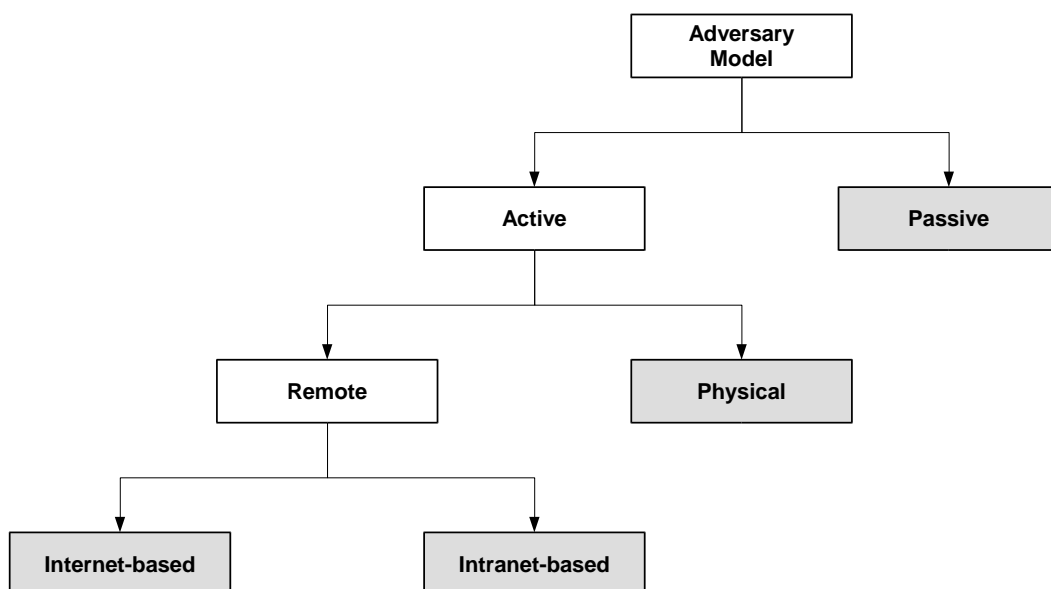 Adversary
Model
Active
Passive
Remote
Physical
Internet-based
Intranet-based